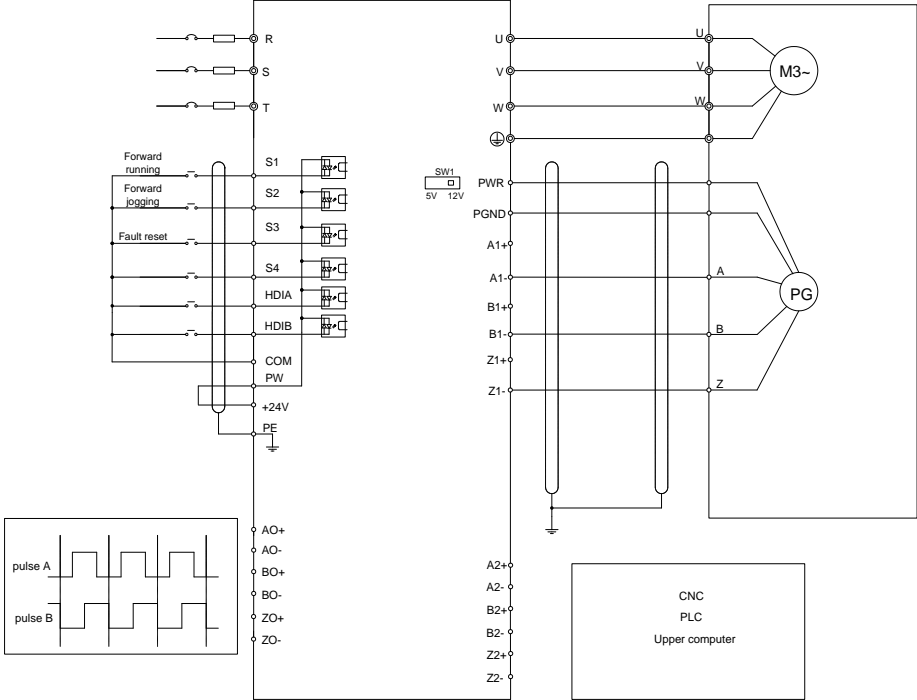 R
S
T
U
V
W
U
V
W
M3~
Forward
running
S1
Forward
jogging
S2
S3
Fault reset
S4
HDIA
HDIB
COM
PW
+24V
PE
SW1
5V 12V
PWR
PGND
A1+
A1-
B1+
B1-
Z1+
Z1-
A
B
Z
PG
pulse A
pulse B
AO+
AO-
BO+
BO-
ZO+
ZO-
A2+
A2-
B2+
B2-
Z2+
Z2-
CNC
PLC
Upper computer